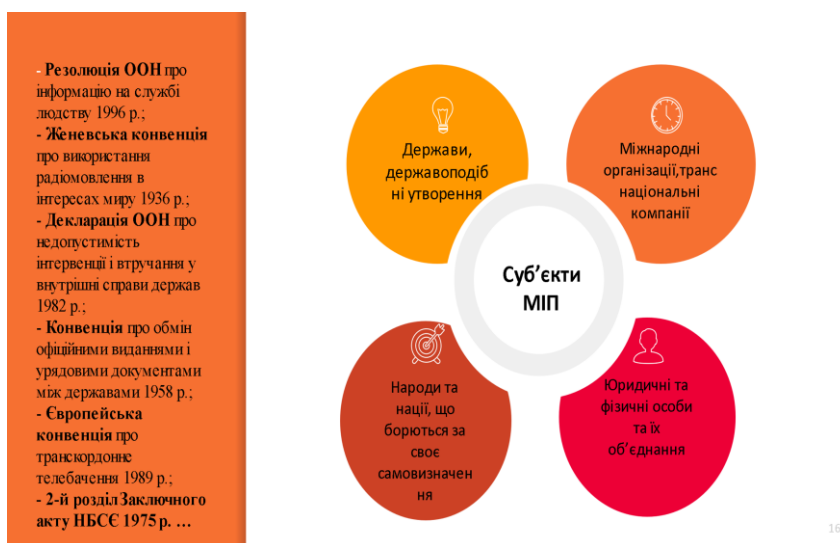 - Резолюція ООН про
інформацію на службі
людству 1996 р.;
- Женевська конвенція
про використання
радіомовлення в
інтересах миру 1936 р.;
- Декларація ООН про
недопустимість
інтервенції і втручання у
внутрішні справи держав
1982 р.;
- Конвенція про обмін
офіційними виданнями і
урядовими документами
між державами 1958 р.;
- Європейська
конвенція про
транскордонне
телебачення 1989 р.;
- 2-й розділ Заключного
акту НБСЄ 1975 р. …
Держави,
державоподіб
ні утворення
Міжнародні
організації,транс
національні
компанії
Суб’єкти
МІП
Народи та
нації, що
борються за
своє
самовизначен
ня
Юридичні та
фізичні особи
та їх
об’єднання
16